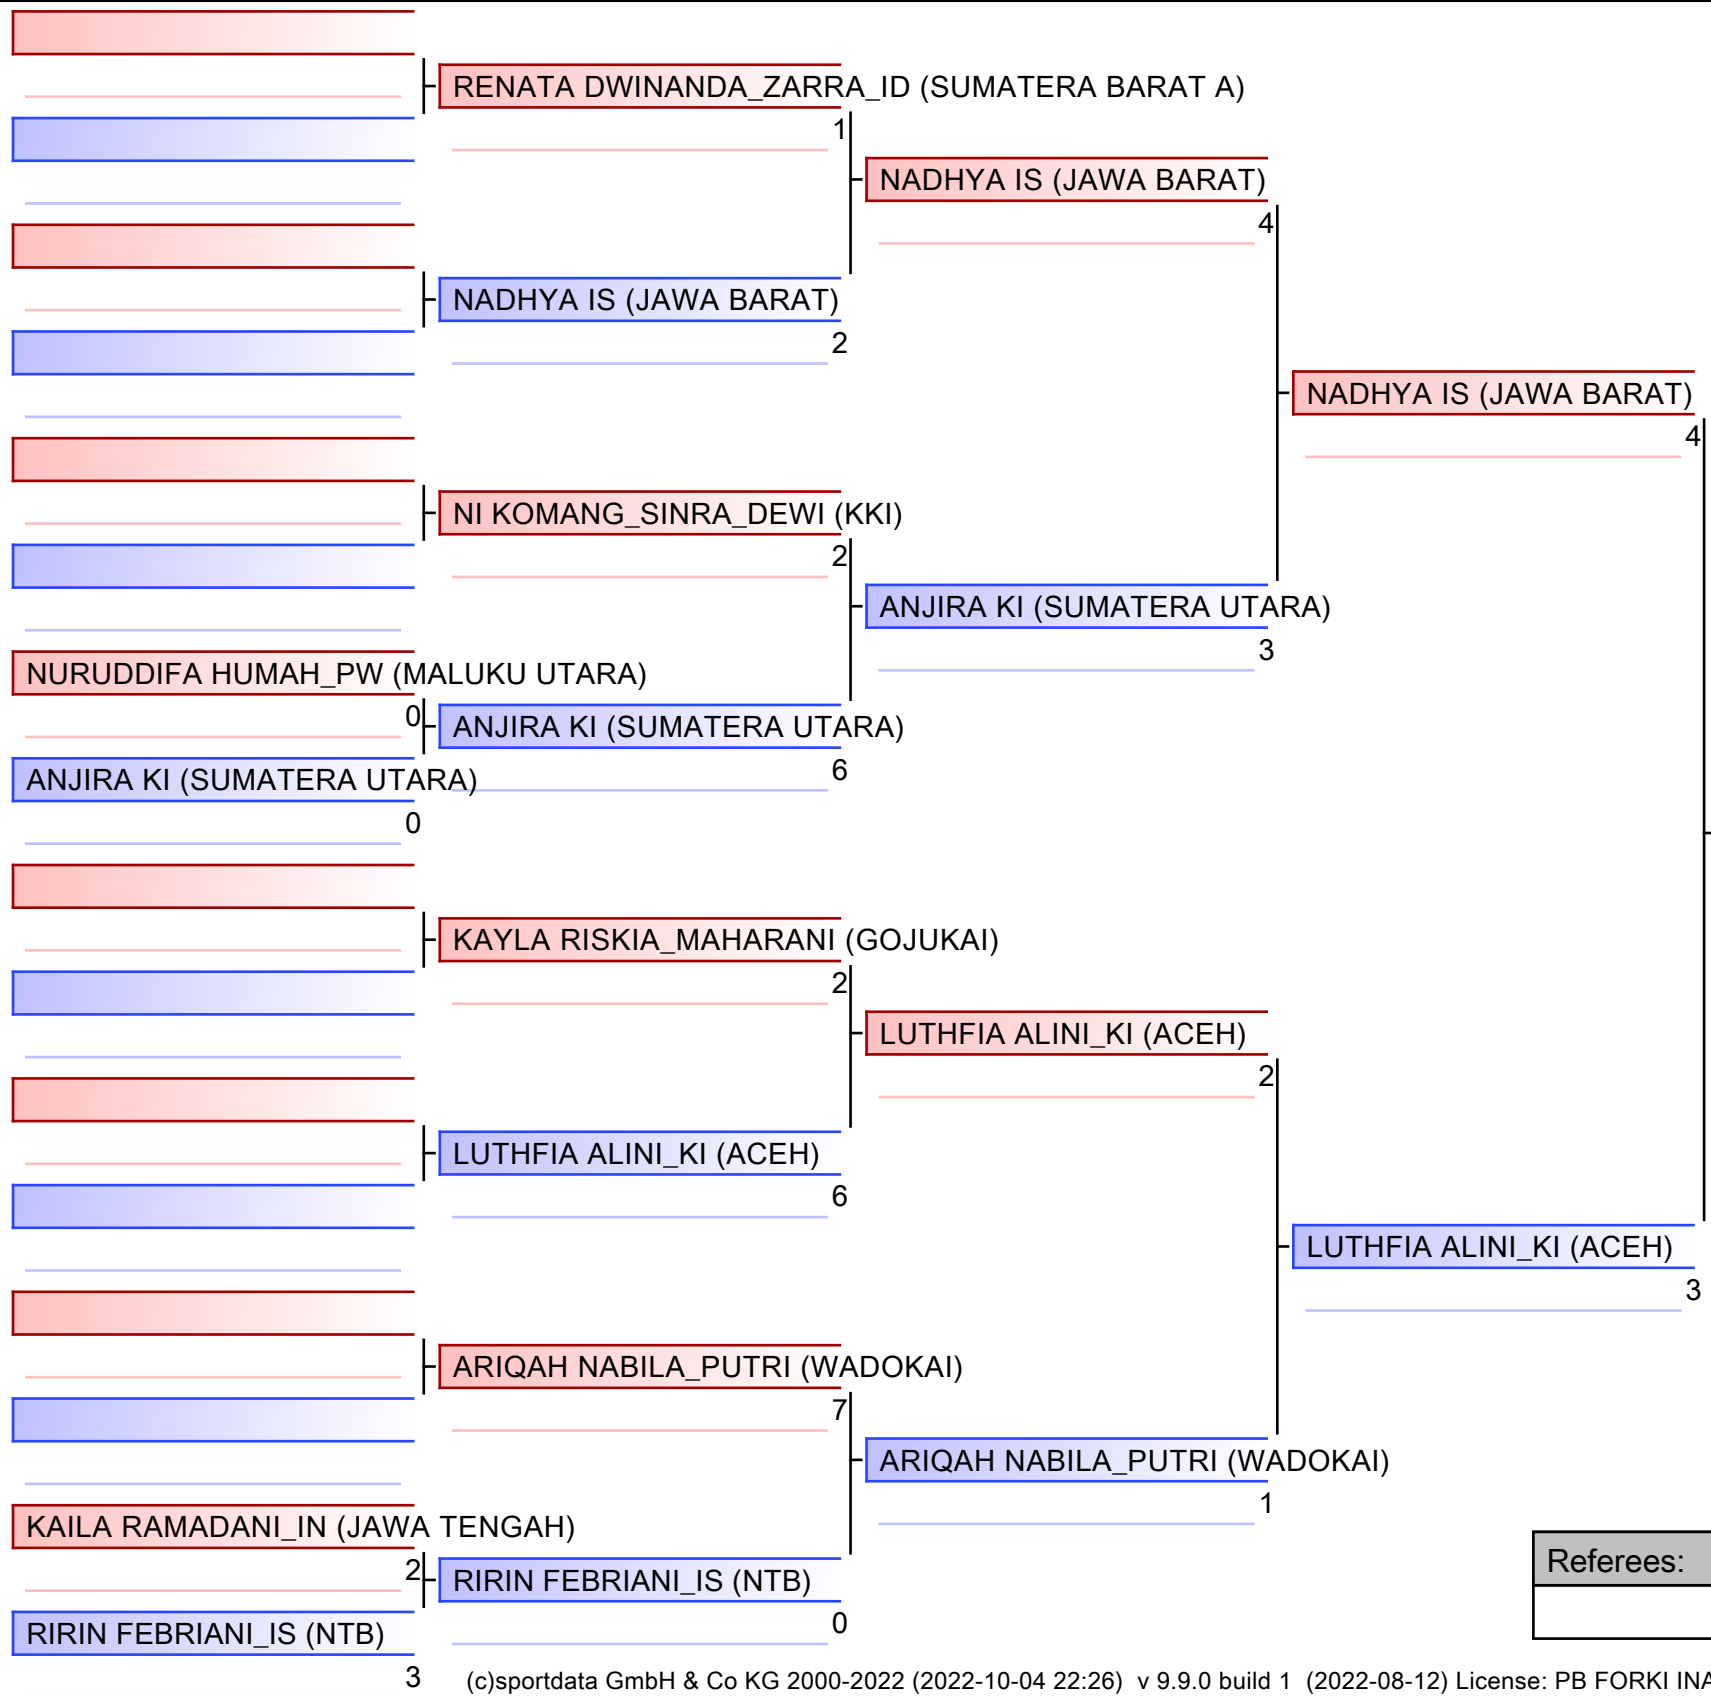 RENATA DWINANDA_ZARRA_ID (SUMATERA BARAT A)
1
NADHYA IS (JAWA BARAT)
4
NADHYA IS (JAWA BARAT)
2
NADHYA IS (JAWA BARAT)
4
NI KOMANG_SINRA_DEWI (KKI)
2
ANJIRA KI (SUMATERA UTARA)
3
NURUDDIFA HUMAH_PW (MALUKU UTARA)
0
ANJIRA KI (SUMATERA UTARA)
6
ANJIRA KI (SUMATERA UTARA)
0
KAYLA RISKIA_MAHARANI (GOJUKAI)
2
LUTHFIA ALINI_KI (ACEH)
2
LUTHFIA ALINI_KI (ACEH)
6
LUTHFIA ALINI_KI (ACEH)
3
ARIQAH NABILA_PUTRI (WADOKAI)
7
ARIQAH NABILA_PUTRI (WADOKAI)
1
KAILA RAMADANI_IN (JAWA TENGAH)
2
RIRIN FEBRIANI_IS (NTB)
0
RIRIN FEBRIANI_IS (NTB)
3
Referees:
(c)sportdata GmbH & Co KG 2000-2022 (2022-10-04 22:26) v 9.9.0 build 1 (2022-08-12) License: PB FORKI INA